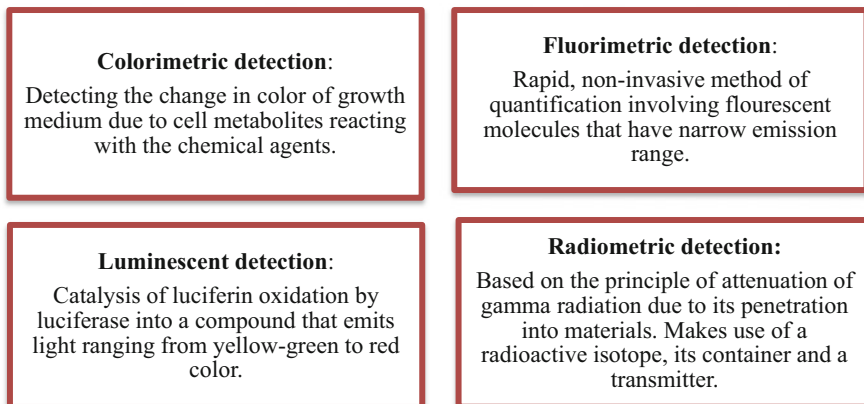 Colorimetric detection:
Detecting the change in color of growth
medium due to cell metabolites reacting
with the chemical agents.
Fluorimetric detection:
Rapid, non-invasive method of
quantification involving flourescent
molecules that have narrow emission
range.
Luminescent detection:
Catalysis of luciferin oxidation by
luciferase into a compound that emits
light ranging from yellow-green to red
color.
Radiometric detection:
Based on the principle of attenuation of
gamma radiation due to its penetration
into materials. Makes use of a
radioactive isotope, its container and a
transmitter.